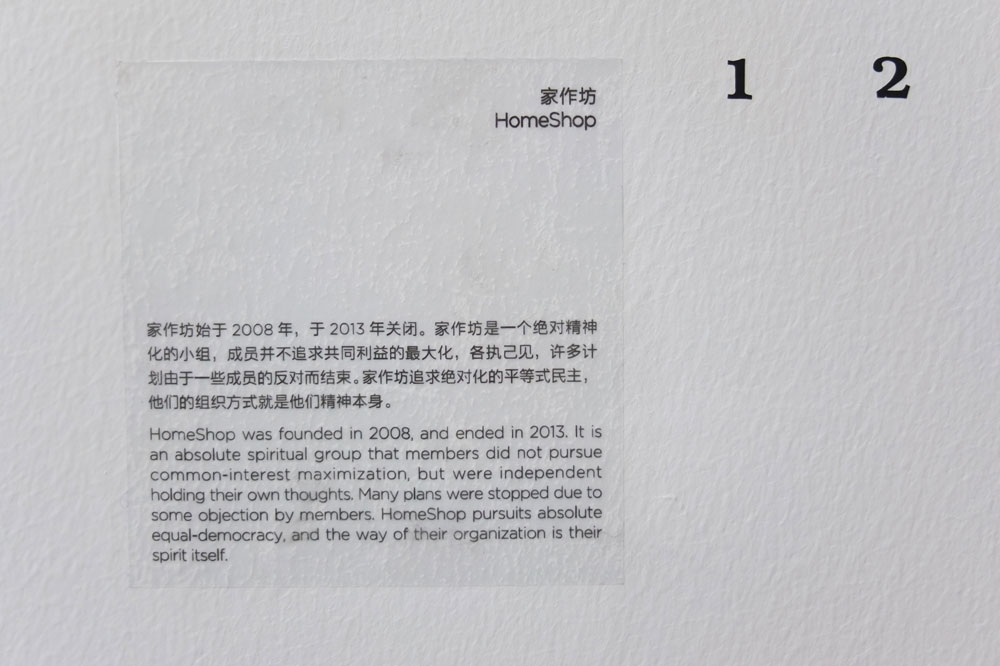 家作坊
HomeShop
1 2
家作坊始于 2008 年，于 2013 年关闭。家作坊是一个绝对精神
化的小组，成员并不追求共同利益的最大化，各执己见，许多计
划由于一些成员的反对而结束。家作坊追求绝对化的平等式民主，
他们的组织方式就是他们精神本身。
HomeShop was founded in 2008, and ended in 2013. It is
an absolute spiritual group that members did not pursue
common-interest maximization, but were independent
holding their own thoughts. Many plans were stopped due to
some objection by members. HomeShop pursuits absolute
equal-democracy, and the way of their organization is their
spirit itself.